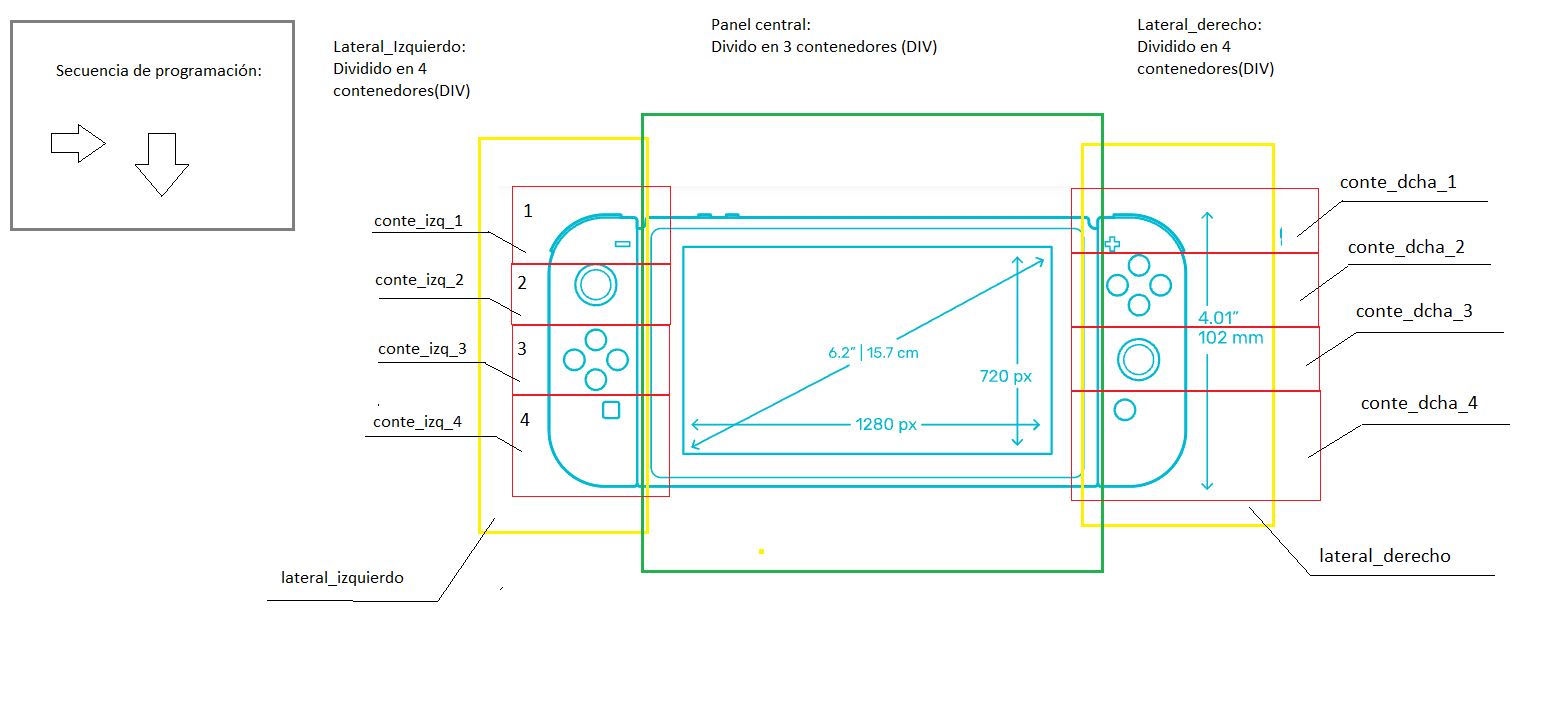 Secuencia de programación:
Lateral_Izquierdo:
Dividido en 4
contenedores(DIV)
Panel central:
Divido en 3 contenedores (DIV)
Lateral_derecho:
Dividido en 4
contenedores(DIV)
conte_izq_1
conte_izq_2
conte_izq_3
conte_izq_4
1
2
3
4
6.2” | 15.7 cm
720 px
1280 px
4.01”
102 mm
conte_dcha_1
conte_dcha_2
conte_dcha_3
conte_dcha_4
lateral_izquierdo
lateral_derecho